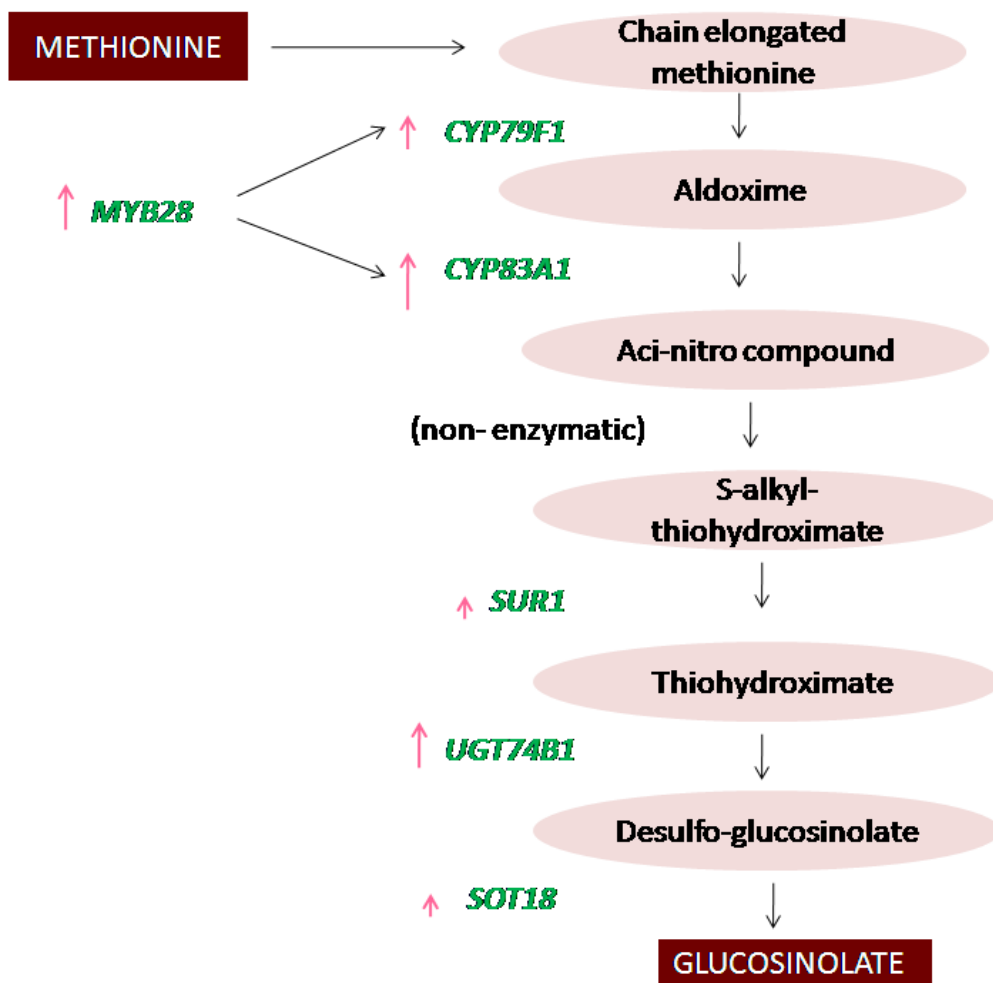 METHIONINE
Chain elongated
methionine
CYP79F1
Aldoxime
MYB28
CYP83A1
Aci-nitro compound
(non- enzymatic)
S-alkyl-
thiohydroximate
SUR1
Thiohydroximate
UGT74B1
Desulfo-glucosinolate
SOT18
GLUCOSINOLATE